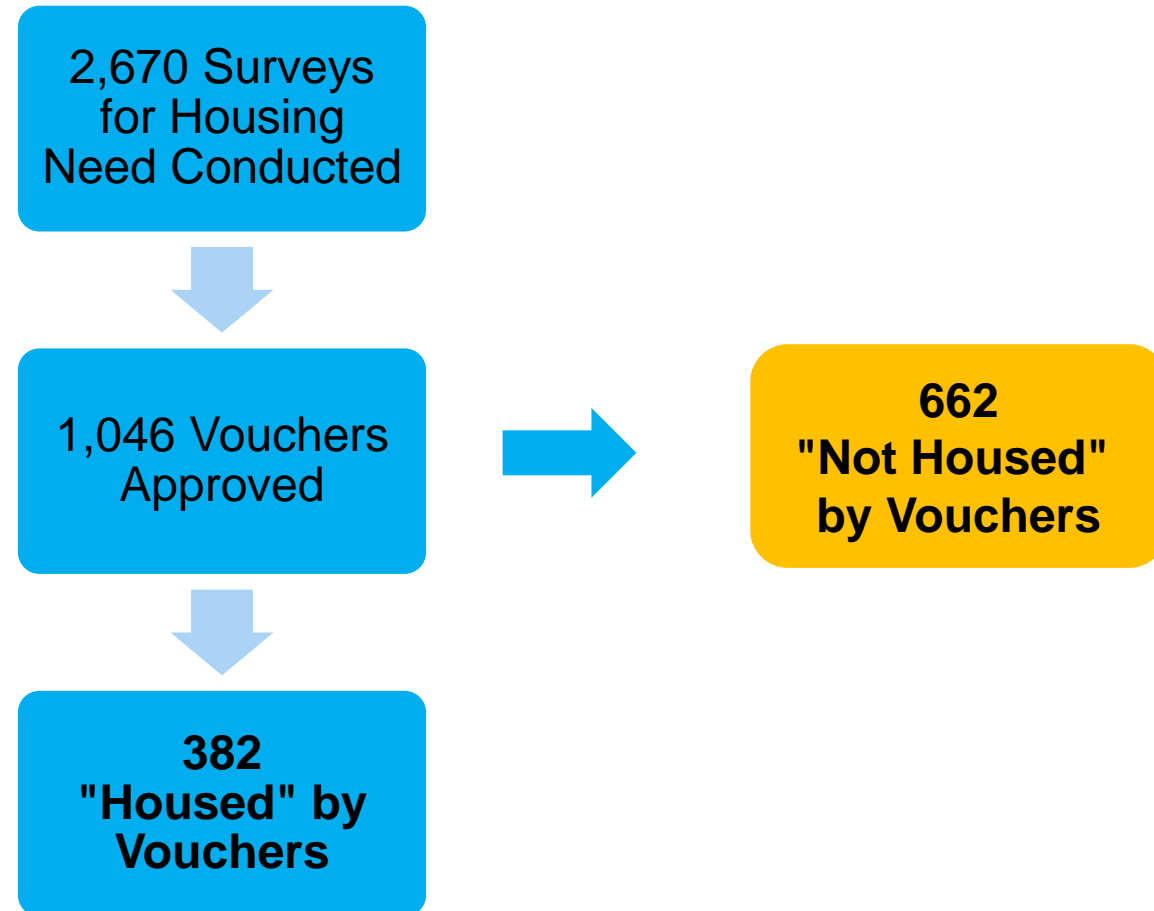 2,670 Surveys
for Housing
Need Conducted
1,046 Vouchers
Approved
662
"Not Housed"
by Vouchers
382
"Housed" by
Vouchers